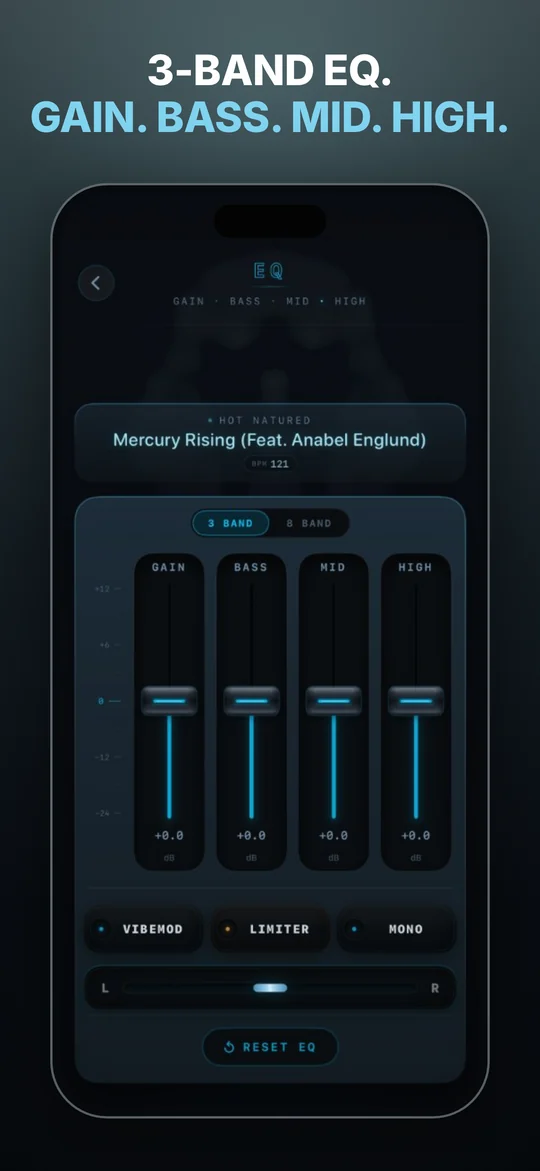 3-BAND EQ.
GAIN. BASS. MID. HIGH.
EQ
GAIN · BASS · MID • HIGH
• HOT NATURED
Mercury Rising (Feat. Anabel Englund)
BPM 121
3 BAND 8 BAND
GAIN BASS MID HIGH
+12
+6
0
-12
-24
+0.0 +0.0 +0.0 +0.0
dB dB dB dB
VIBEMOD LIMITER MONO
L R
RESET EQ